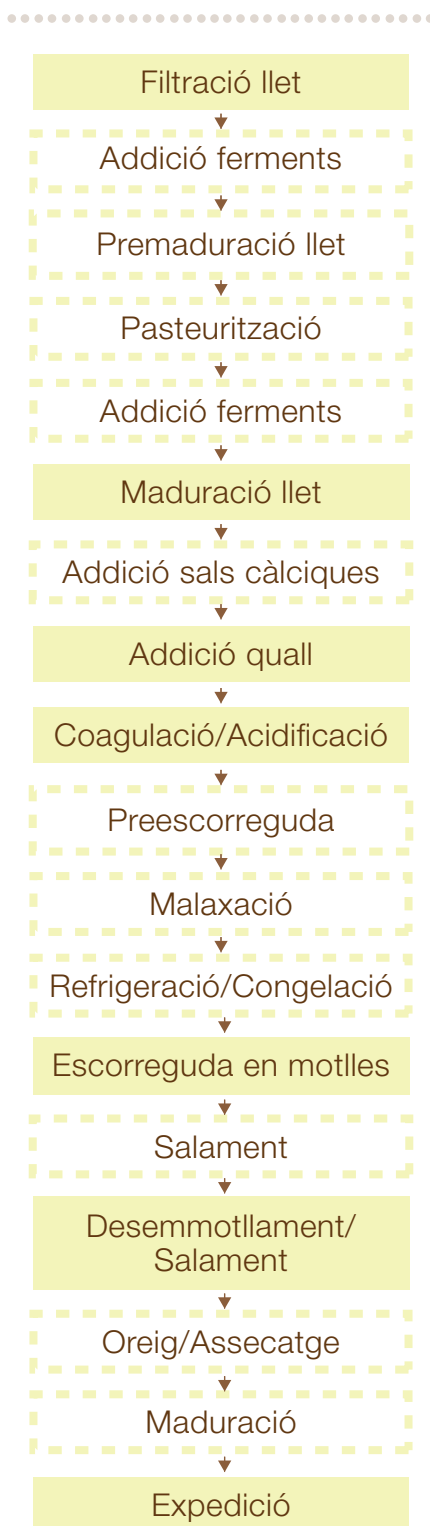 Filtració llet
Addició ferments
Premaduració llet
Pasteurització
Addició ferments
Maduració llet
Addició sals càlciques
Addició quall
Coagulació/Acidificació
Preescorreguda
Malaxació
Refrigeració/Congelació
Escorreguda en motlles
Salament
Desemmotllament/
Salament
Oreig/Assecatge
Maduració
Expedició